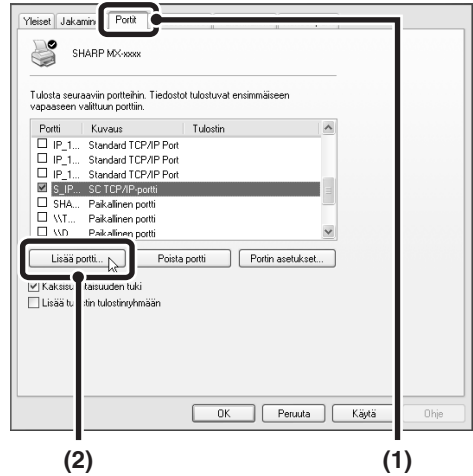 Yleiset Jakamin Portit
SHARP MX-xxxx
Tulosta seuraaviin portteihin. Tiedostot tulostuvat ensimmäiseen
vapaaseen valittuun porttiin.
Portti Kuvaus Tulostin
IP_1... Standard TCP/IP Port
IP_1... Standard TCP/IP Port
IP_1... Standard TCP/IP Port
S_IP... SC TCP/IP-portti
SHA... Paikallinen portti
\\T... Paikallinen portti
\\D... Paikallinen portti
Lisää portti... Poista portti Portin asetukset...
Kaksisu taisuuden tuki
Lisää tu tin tulostinryhmään
OK Peruuta Käytä Ohje
(2) (1)